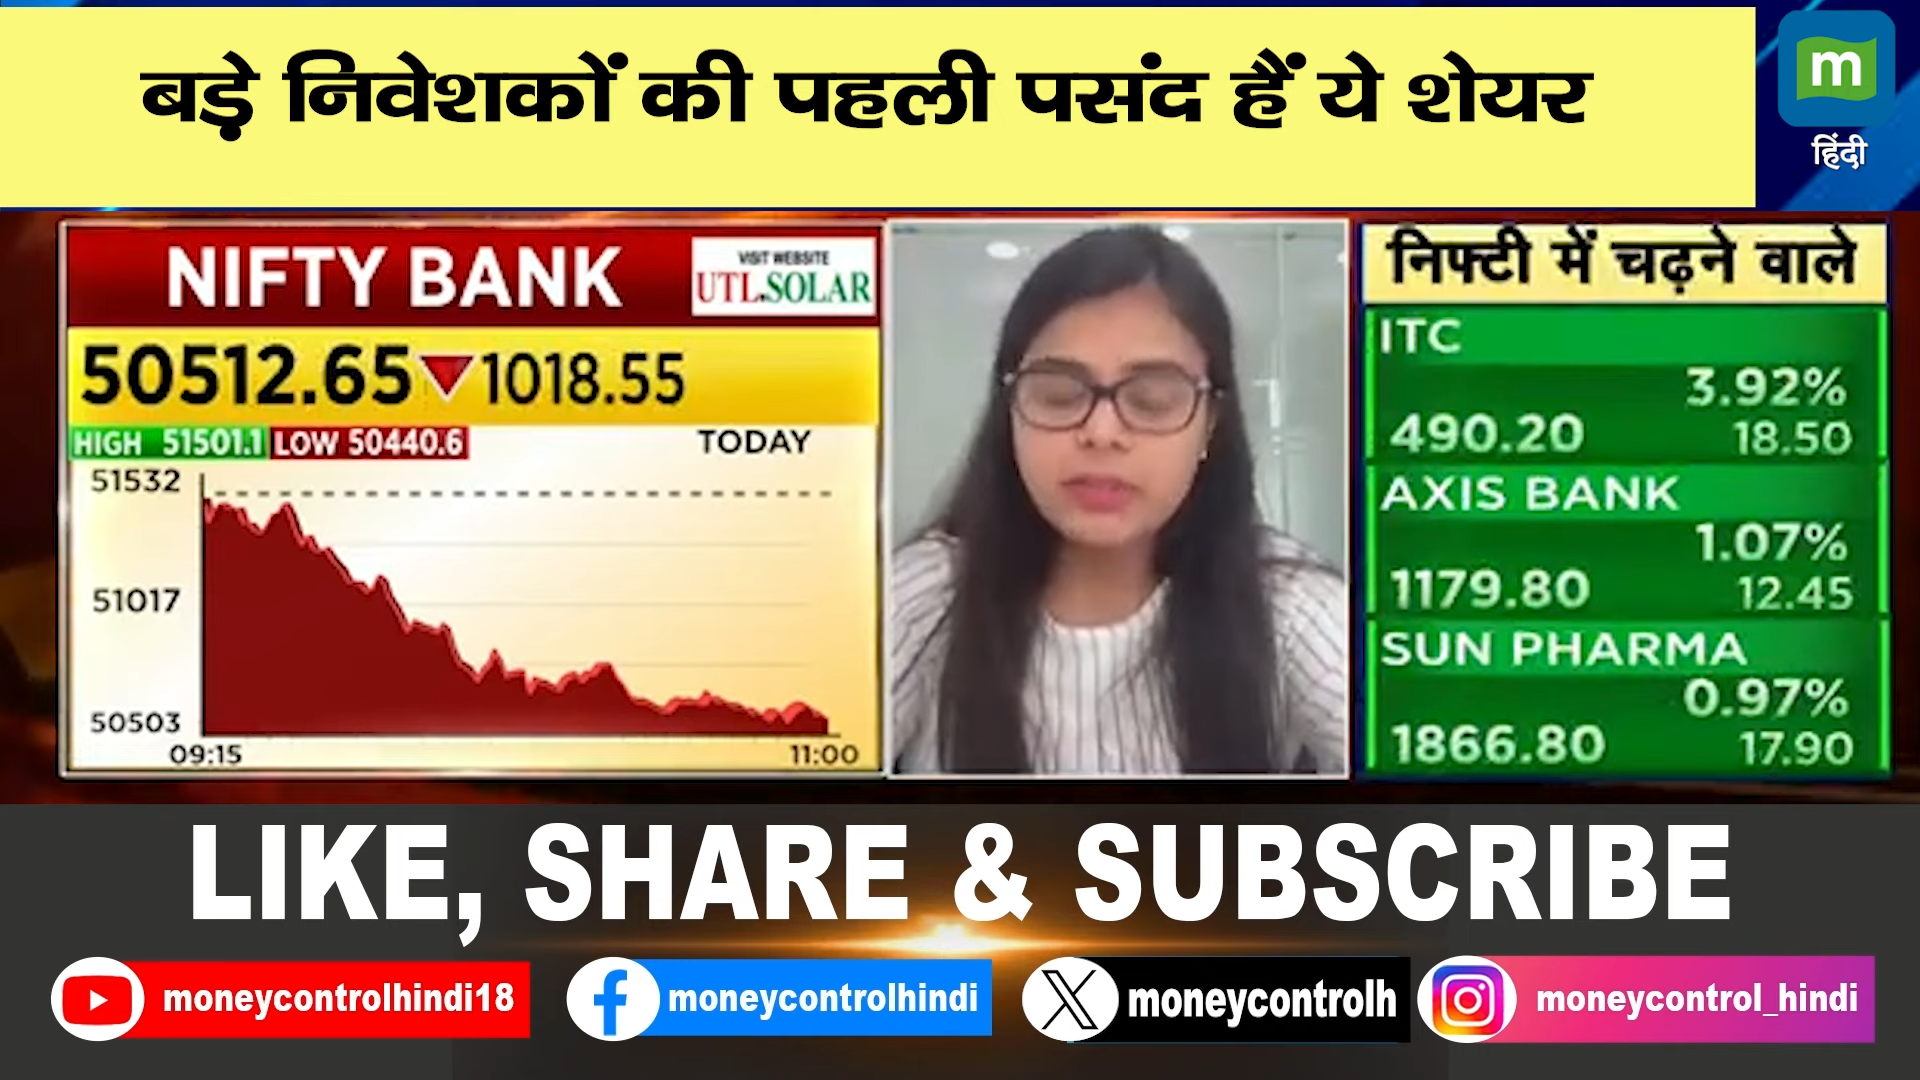 बड़े निवेशकों की पहली पसंद हैं ये शेयर
m
हिंदी
NIFTY BANK
VISIT WEBSITE
UTL SOLAR
50512.65 ▼ 1018.55
HIGH 51501.1 LOW 50440.6
TODAY
51532
51017
50503
09:15 11:00
निफ्टी में चढ़ने वाले
ITC
3.92%
490.20 18.50
AXIS BANK
1.07%
1179.80 12.45
SUN PHARMA
0.97%
1866.80 17.90
LIKE, SHARE & SUBSCRIBE
moneycontrolhindi18
moneycontrolhindi
moneycontrolh
moneycontrol_hindi